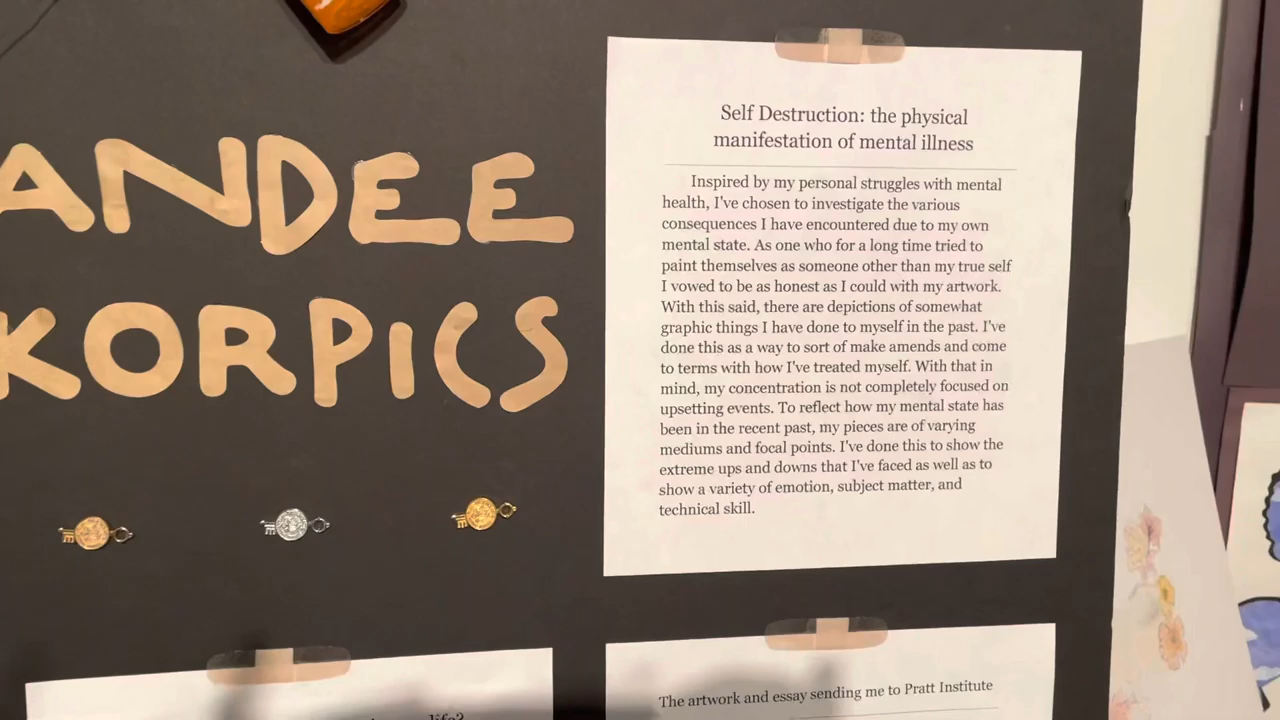 ANDEE
KORPICS
Self Destruction: the physical
manifestation of mental illness
Inspired by my personal struggles with mental
health, I've chosen to investigate the various
consequences I have encountered due to my own
mental state. As one who for a long time tried to
paint themselves as someone other than my true self
I vowed to be as honest as I could with my artwork.
With this said, there are depictions of somewhat
graphic things I have done to myself in the past. I've
done this as a way to sort of make amends and come
to terms with how I've treated myself. With that in
mind, my concentration is not completely focused on
upsetting events. To reflect how my mental state has
been in the recent past, my pieces are of varying
mediums and focal points. I've done this to show the
extreme ups and downs that I've faced as well as to
show a variety of emotion, subject matter, and
technical skill.
life?
The artwork and essay sending me to Pratt Institute